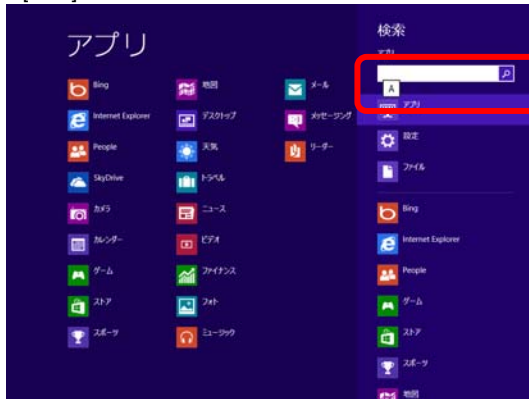 アプリ
Bing
Internet Explorer
People
SkyDrive
カメラ
カレンダー
ゲーム
ストア
スポーツ
地図
デスクトップ
天気
トラベル
ニュース
ビデオ
ファイナンス
フォト
ミュージック
メール
メッセージング
リーダー
検索
アプリ
A
アプリ
設定
ファイル
Bing
Internet Explorer
People
ゲーム
ストア
スポーツ
地図